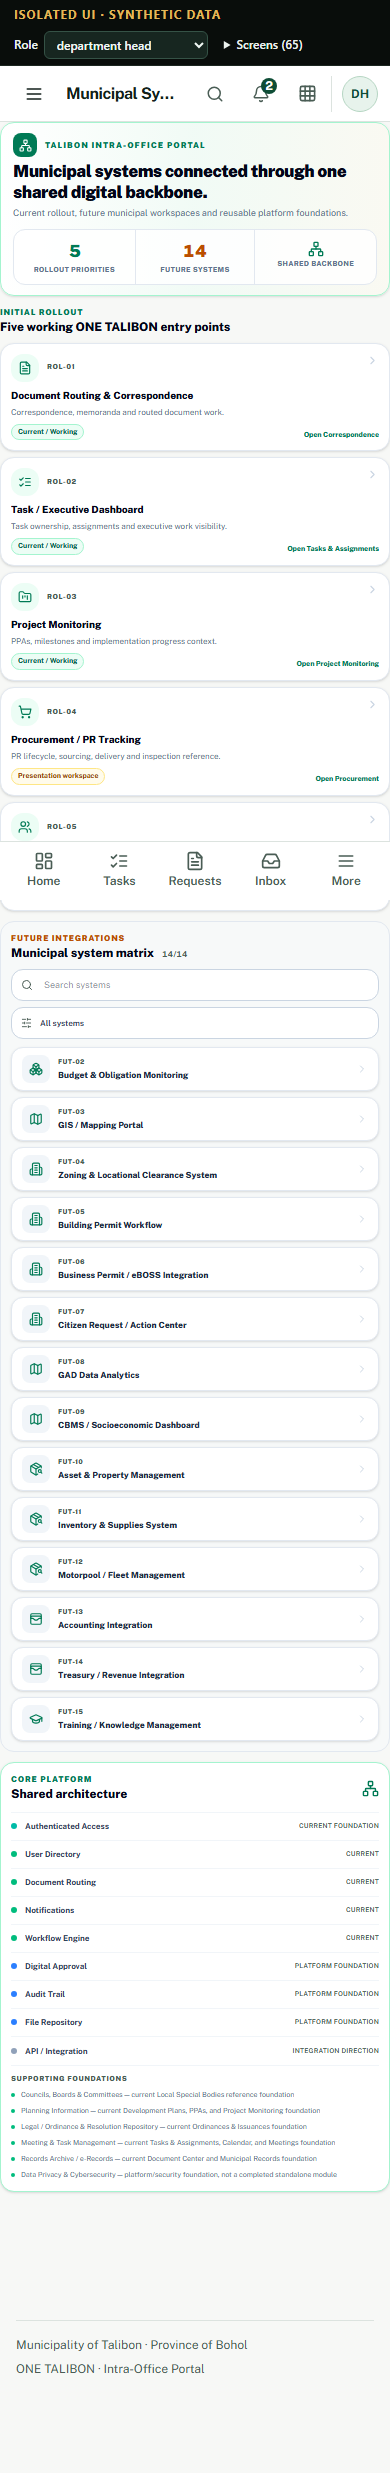 ISOLATED UI · SYNTHETIC DATA
Role department head ▶ Screens (65)
Municipal Sy... 2 DH
TALIBON INTRA-OFFICE PORTAL
Municipal systems connected through one
shared digital backbone.
Current rollout, future municipal workspaces and reusable platform foundations.
5 14
ROLLOUT PRIORITIES FUTURE SYSTEMS SHARED BACKBONE
INITIAL ROLLOUT
Five working ONE TALIBON entry points
ROL-01
Document Routing & Correspondence
Correspondence, memoranda and routed document work.
Current / Working
Open Correspondence
ROL-02
Task / Executive Dashboard
Task ownership, assignments and executive work visibility.
Current / Working
Open Tasks & Assignments
ROL-03
Project Monitoring
PPAs, milestones and implementation progress context.
Current / Working
Open Project Monitoring
ROL-04
Procurement / PR Tracking
PR lifecycle, sourcing, delivery and inspection reference.
Presentation workspace
Open Procurement
ROL-05
Home Tasks Requests Inbox More
FUTURE INTEGRATIONS
Municipal system matrix 14/14
Search systems
All systems
FUT-02
Budget & Obligation Monitoring
FUT-03
GIS / Mapping Portal
FUT-04
Zoning & Locational Clearance System
FUT-05
Building Permit Workflow
FUT-06
Business Permit / eBOSS Integration
FUT-07
Citizen Request / Action Center
FUT-08
GAD Data Analytics
FUT-09
CBMS / Socioeconomic Dashboard
FUT-10
Asset & Property Management
FUT-11
Inventory & Supplies System
FUT-12
Motorpool / Fleet Management
FUT-13
Accounting Integration
FUT-14
Treasury / Revenue Integration
FUT-15
Training / Knowledge Management
CORE PLATFORM
Shared architecture
Authenticated Access CURRENT FOUNDATION
User Directory CURRENT
Document Routing CURRENT
Notifications CURRENT
Workflow Engine CURRENT
Digital Approval PLATFORM FOUNDATION
Audit Trail PLATFORM FOUNDATION
File Repository PLATFORM FOUNDATION
API / Integration INTEGRATION DIRECTION
SUPPORTING FOUNDATIONS
Councils, Boards & Committees — current Local Special Bodies reference foundation
Planning Information — current Development Plans, PPAs, and Project Monitoring foundation
Legal / Ordinance & Resolution Repository — current Ordinances & Issuances foundation
Meeting & Task Management — current Tasks & Assignments, Calendar, and Meetings foundation
Records Archive / e-Records — current Document Center and Municipal Records foundation
Data Privacy & Cybersecurity — platform/security foundation, not a completed standalone module
Municipality of Talibon · Province of Bohol
ONE TALIBON · Intra-Office Portal